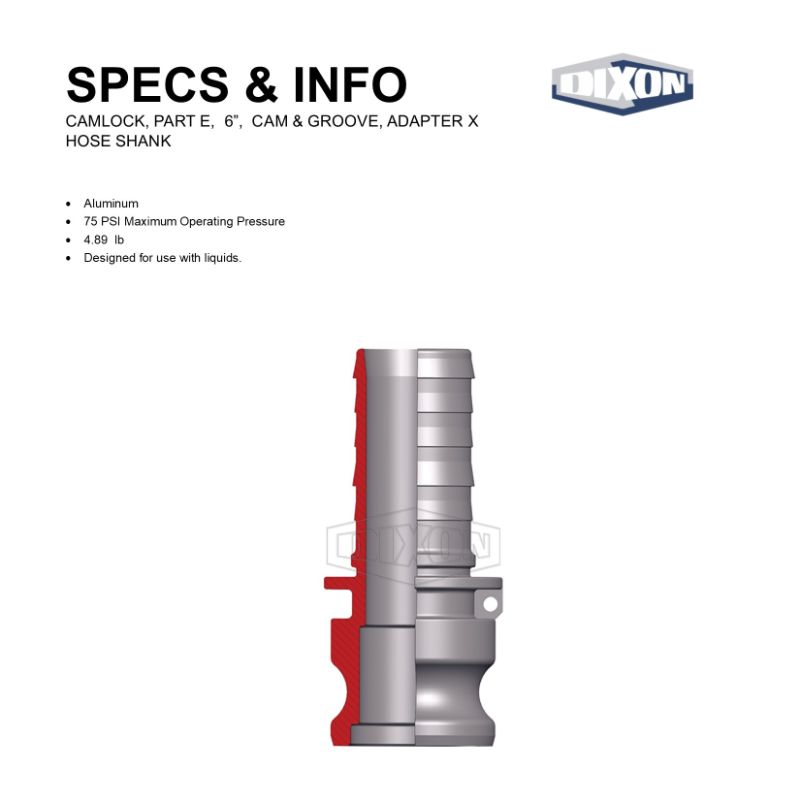 SPECS & INFO
DIXON
CAMLOCK, PART E,  6”,  CAM & GROOVE, ADAPTER X
HOSE SHANK
• Aluminum
• 75 PSI Maximum Operating Pressure
• 4.89  lb
• Designed for use with liquids.
DIXON